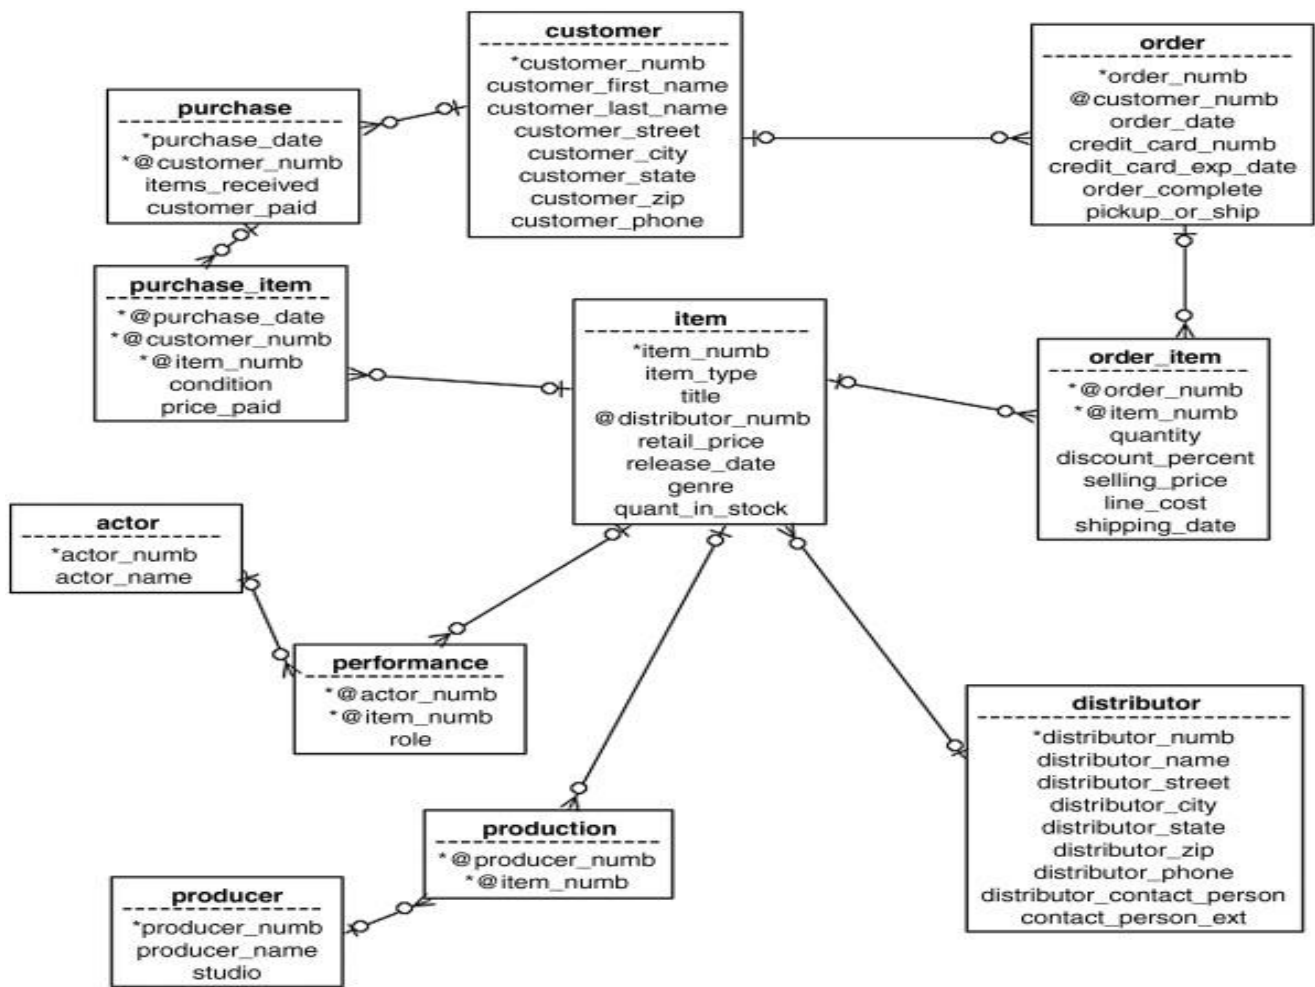 customer
*customer_numb
customer_first_name
customer_last_name
customer_street
customer_city
customer_state
customer_zip
customer_phone
order
*order_numb
@customer_numb
order_date
credit_card_numb
credit_card_exp_date
order_complete
pickup_or_ship
purchase
*purchase_date
*@customer_numb
items_received
customer_paid
purchase_item
*@purchase_date
*@customer_numb
*@item_numb
condition
price_paid
item
*item_numb
item_type
title
@distributor_numb
retail_price
release_date
genre
quant_in_stock
order_item
*@order_numb
*@item_numb
quantity
discount_percent
selling_price
line_cost
shipping_date
actor
*actor_numb
actor_name
performance
*@actor_numb
*@item_numb
role
distributor
*distributor_numb
distributor_name
distributor_street
distributor_city
distributor_state
distributor_zip
distributor_phone
distributor_contact_person
contact_person_ext
production
*@producer_numb
*@item_numb
producer
*producer_numb
producer_name
studio